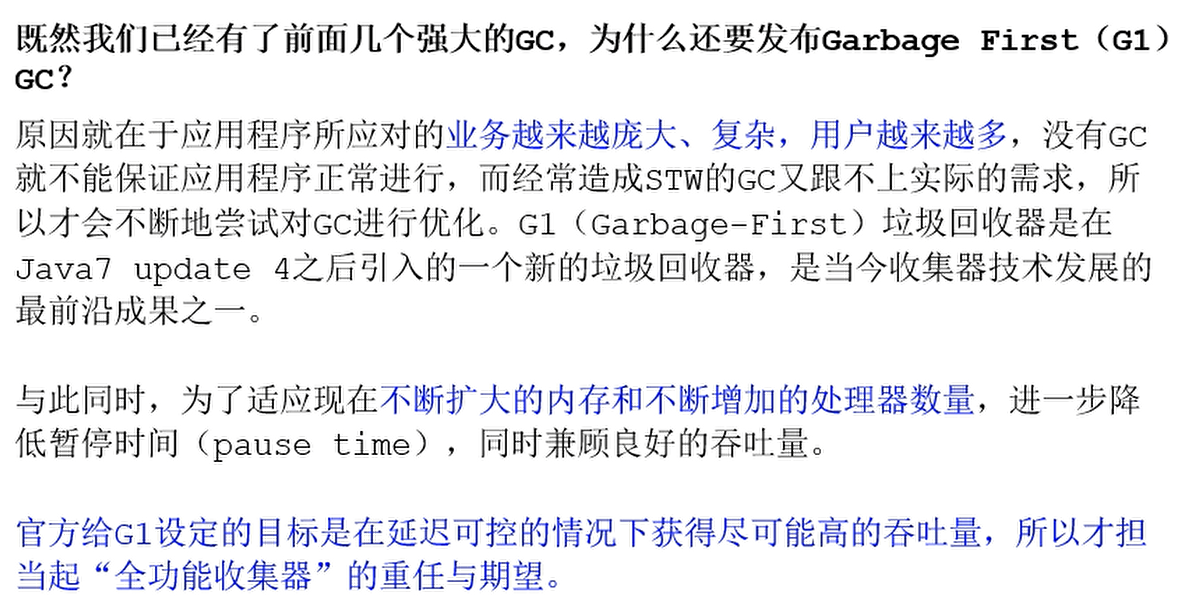 既然我们已经有了前面几个强大的GC，为什么还要发布Garbage First（G1）
GC？
原因就在于应用程序所应对的业务越来越庞大、复杂，用户越来越多，没有GC
就不能保证应用程序正常进行，而经常造成STW的GC又跟不上实际的需求，所
以才会不断地尝试对GC进行优化。G1（Garbage-First）垃圾回收器是在
Java7 update 4之后引入的一个新的垃圾回收器，是当今收集器技术发展的
最前沿成果之一。
与此同时，为了适应现在不断扩大的内存和不断增加的处理器数量，进一步降
低暂停时间（pause time），同时兼顾良好的吞吐量。
官方给G1设定的目标是在延迟可控的情况下获得尽可能高的吞吐量，所以才担
当起“全功能收集器”的重任与期望。